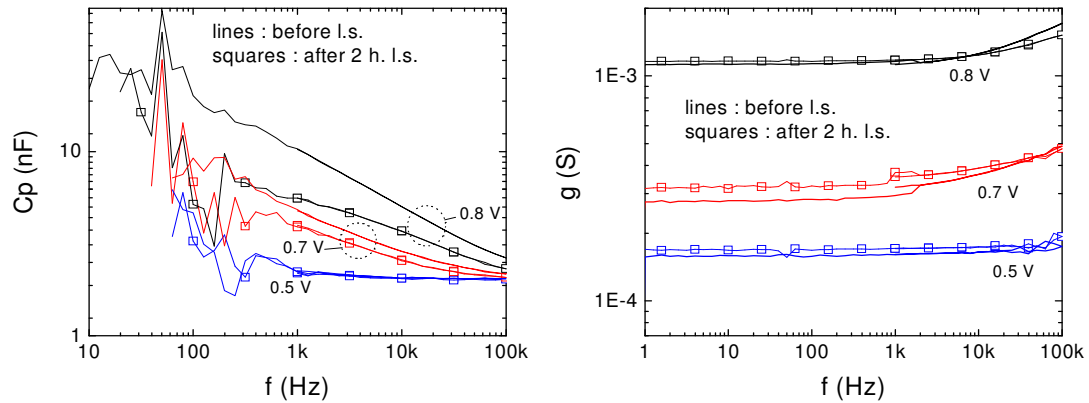 lines : before l.s.
squares : after 2 h. l.s.
Cp (nF)
10
1
0.8 V
0.7 V
0.5 V
10
100
1k
10k
100k
f (Hz)
g (S)
1E-3
1E-4
0.8 V
lines : before l.s.
squares : after 2 h. l.s.
0.7 V
0.5 V
1
10
100
1k
10k
100k
f (Hz)